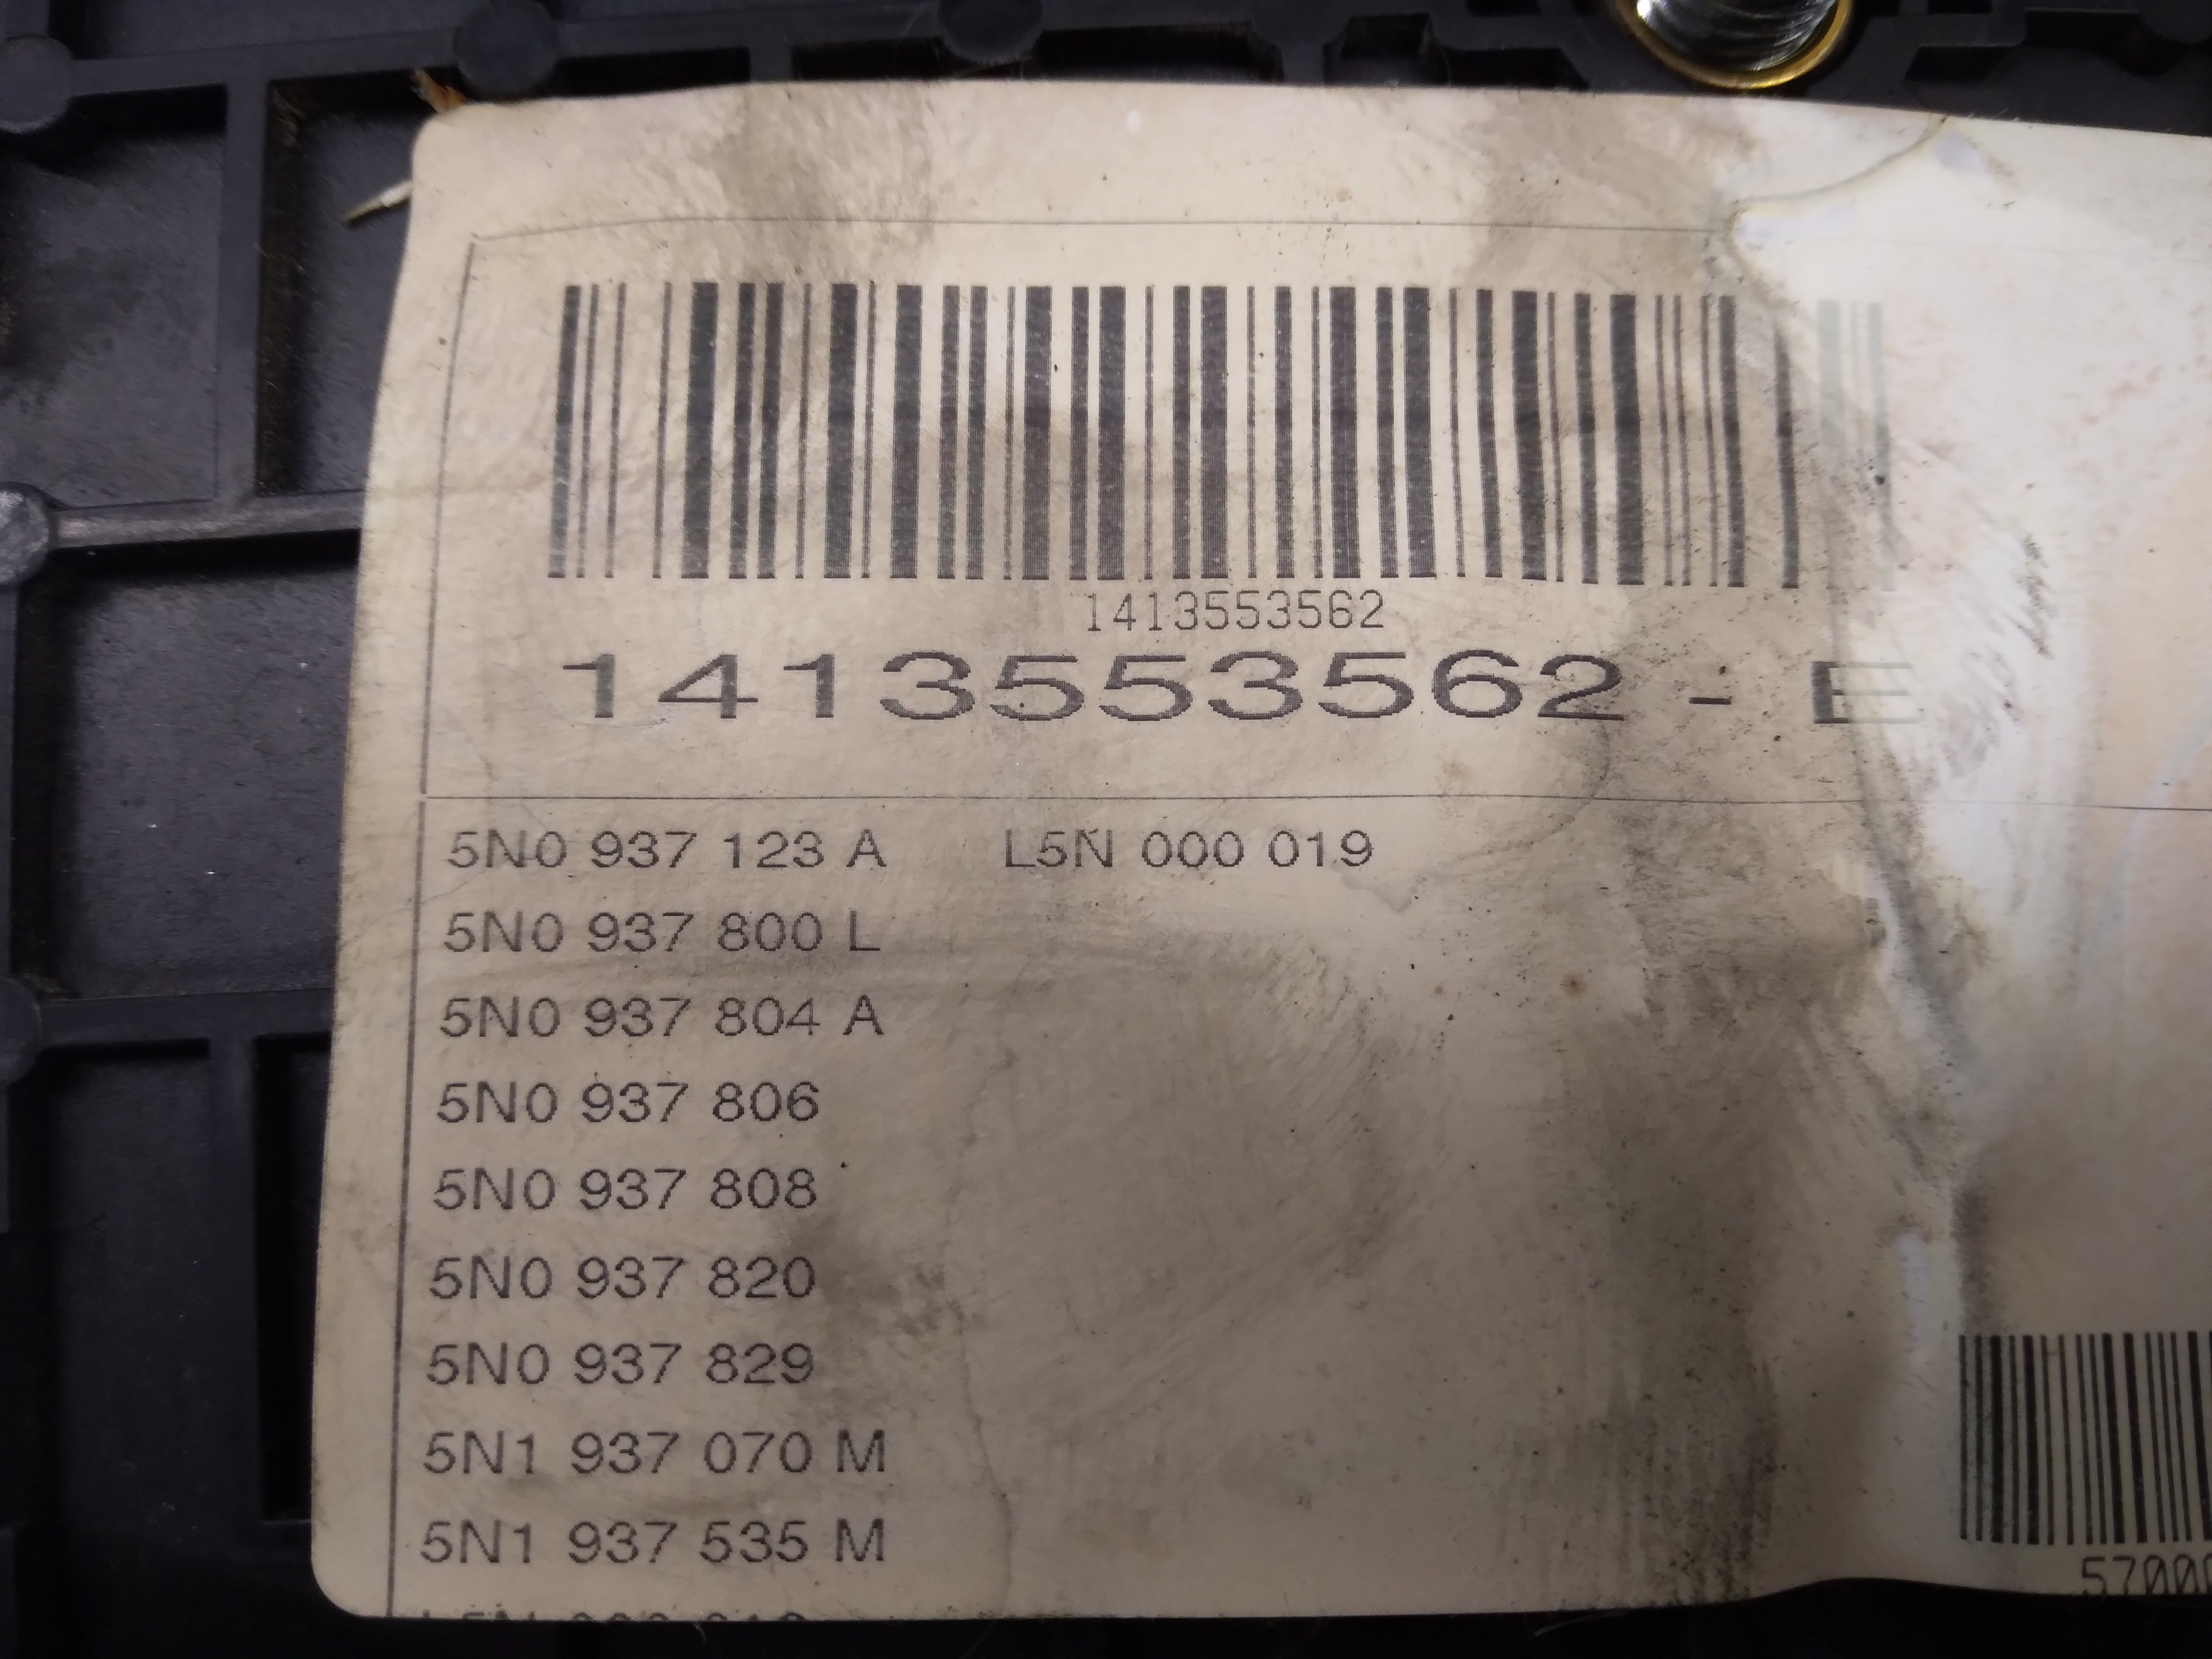 1413553562
1413553562 - E
5N0 937 123 A L5N 000 019
5N0 937 800 L
5N0 937 804 A
5N0 937 806
5N0 937 808
5N0 937 820
5N0 937 829
5N1 937 070 M
5N1 937 535 M